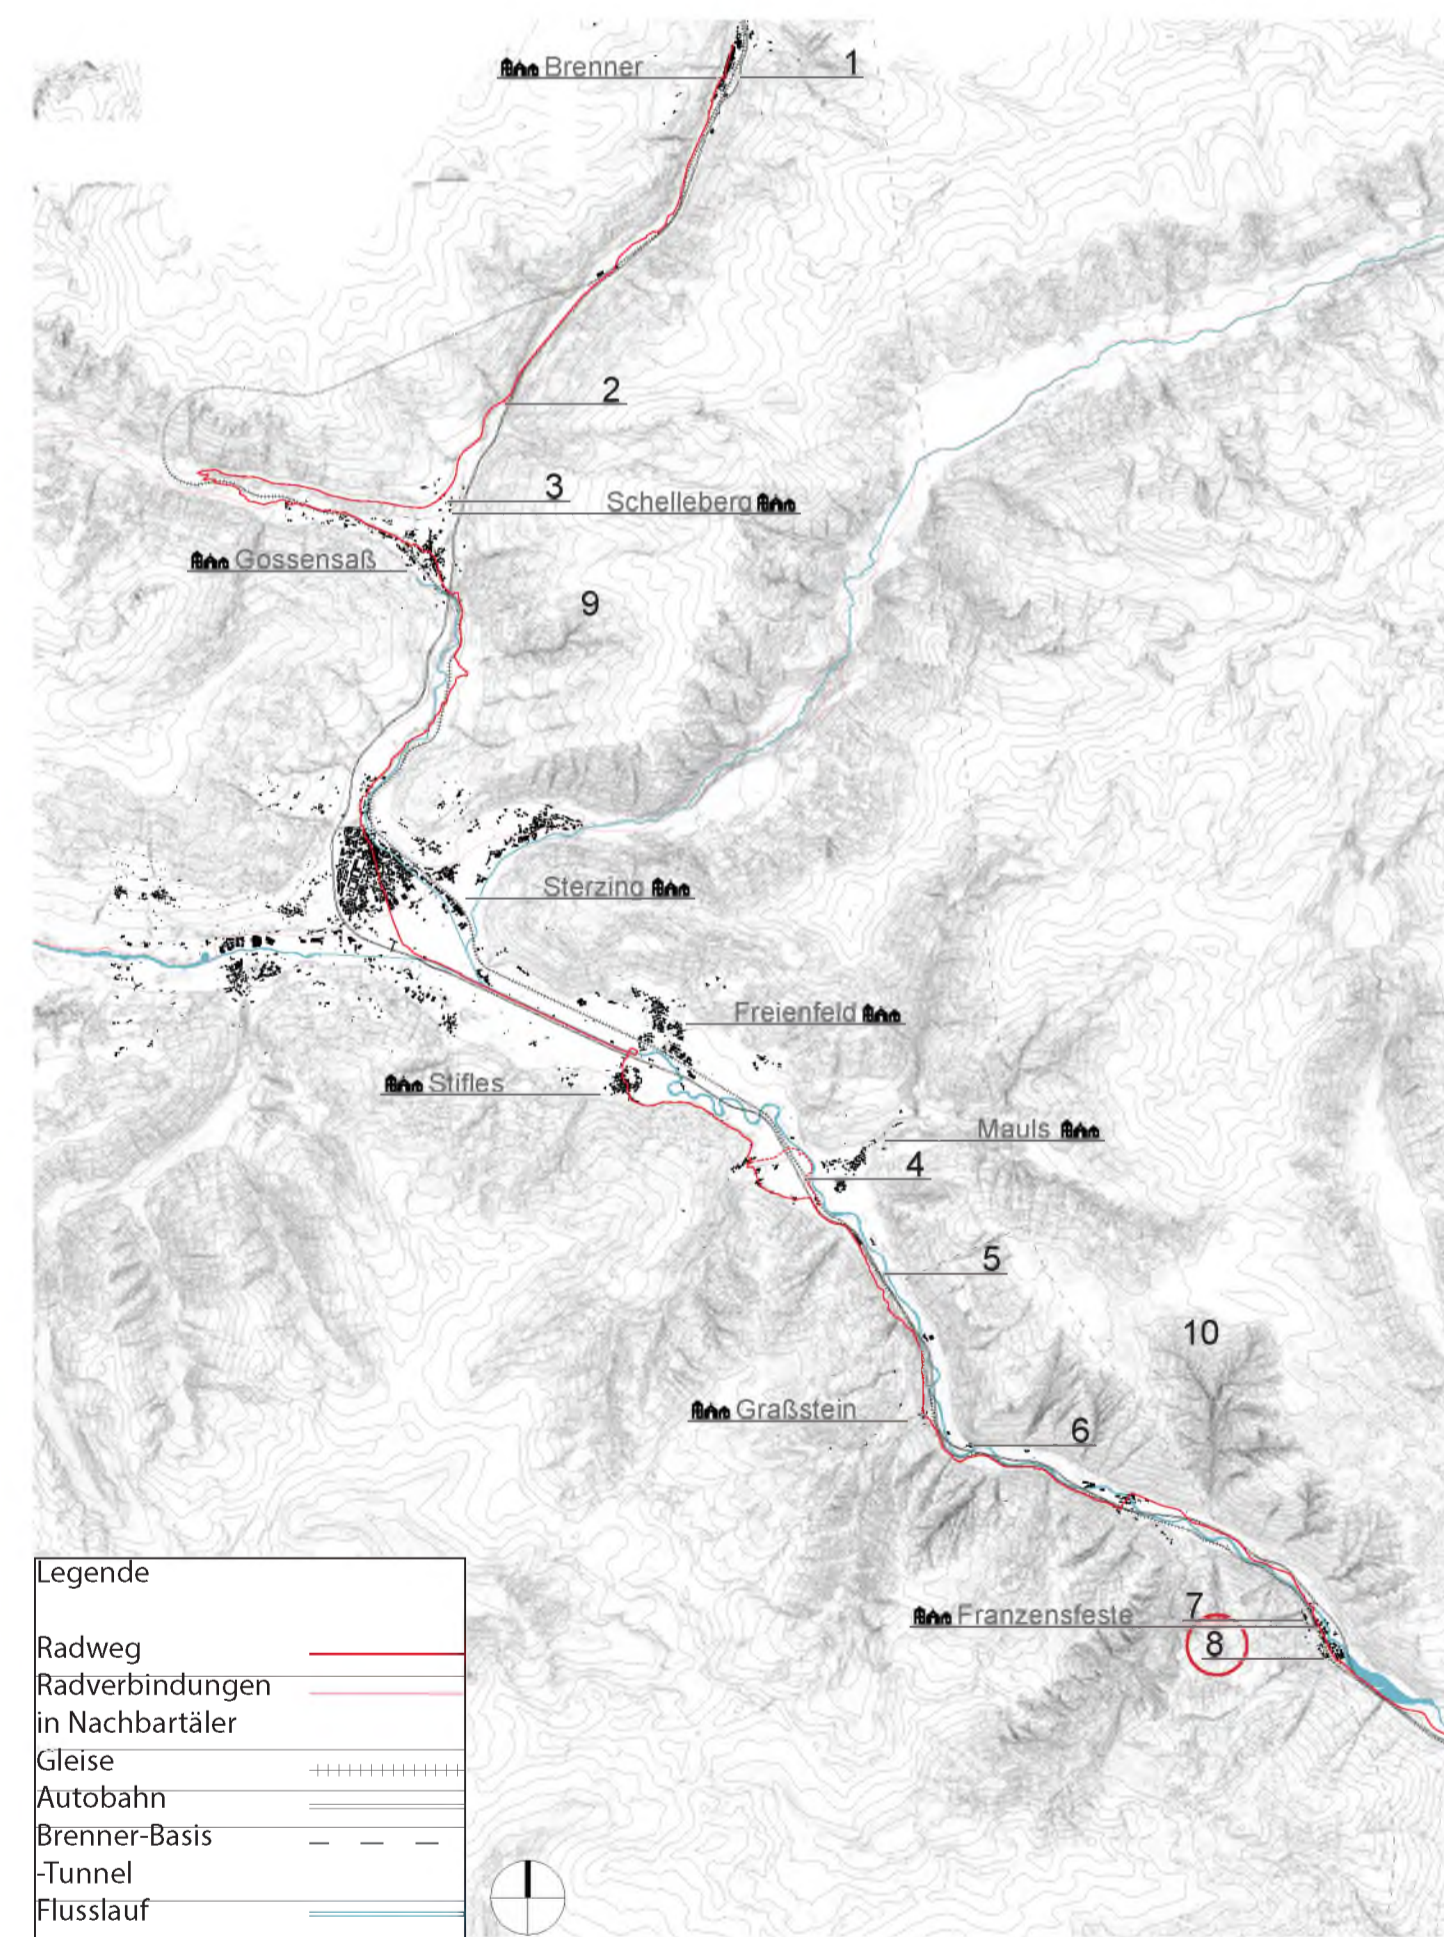 Brenner 1
2
3
Schelleberg
Gossensaß
9
Sterzing
Freienfeld
Stifles
Mauls
4
5
10
Graßstein
6
7
Franzensfeste
8
Legende
Radweg
Radverbindungen
in Nachbartäler
Gleise
Autobahn
Brenner-Basis
-Tunnel
Flusslauf